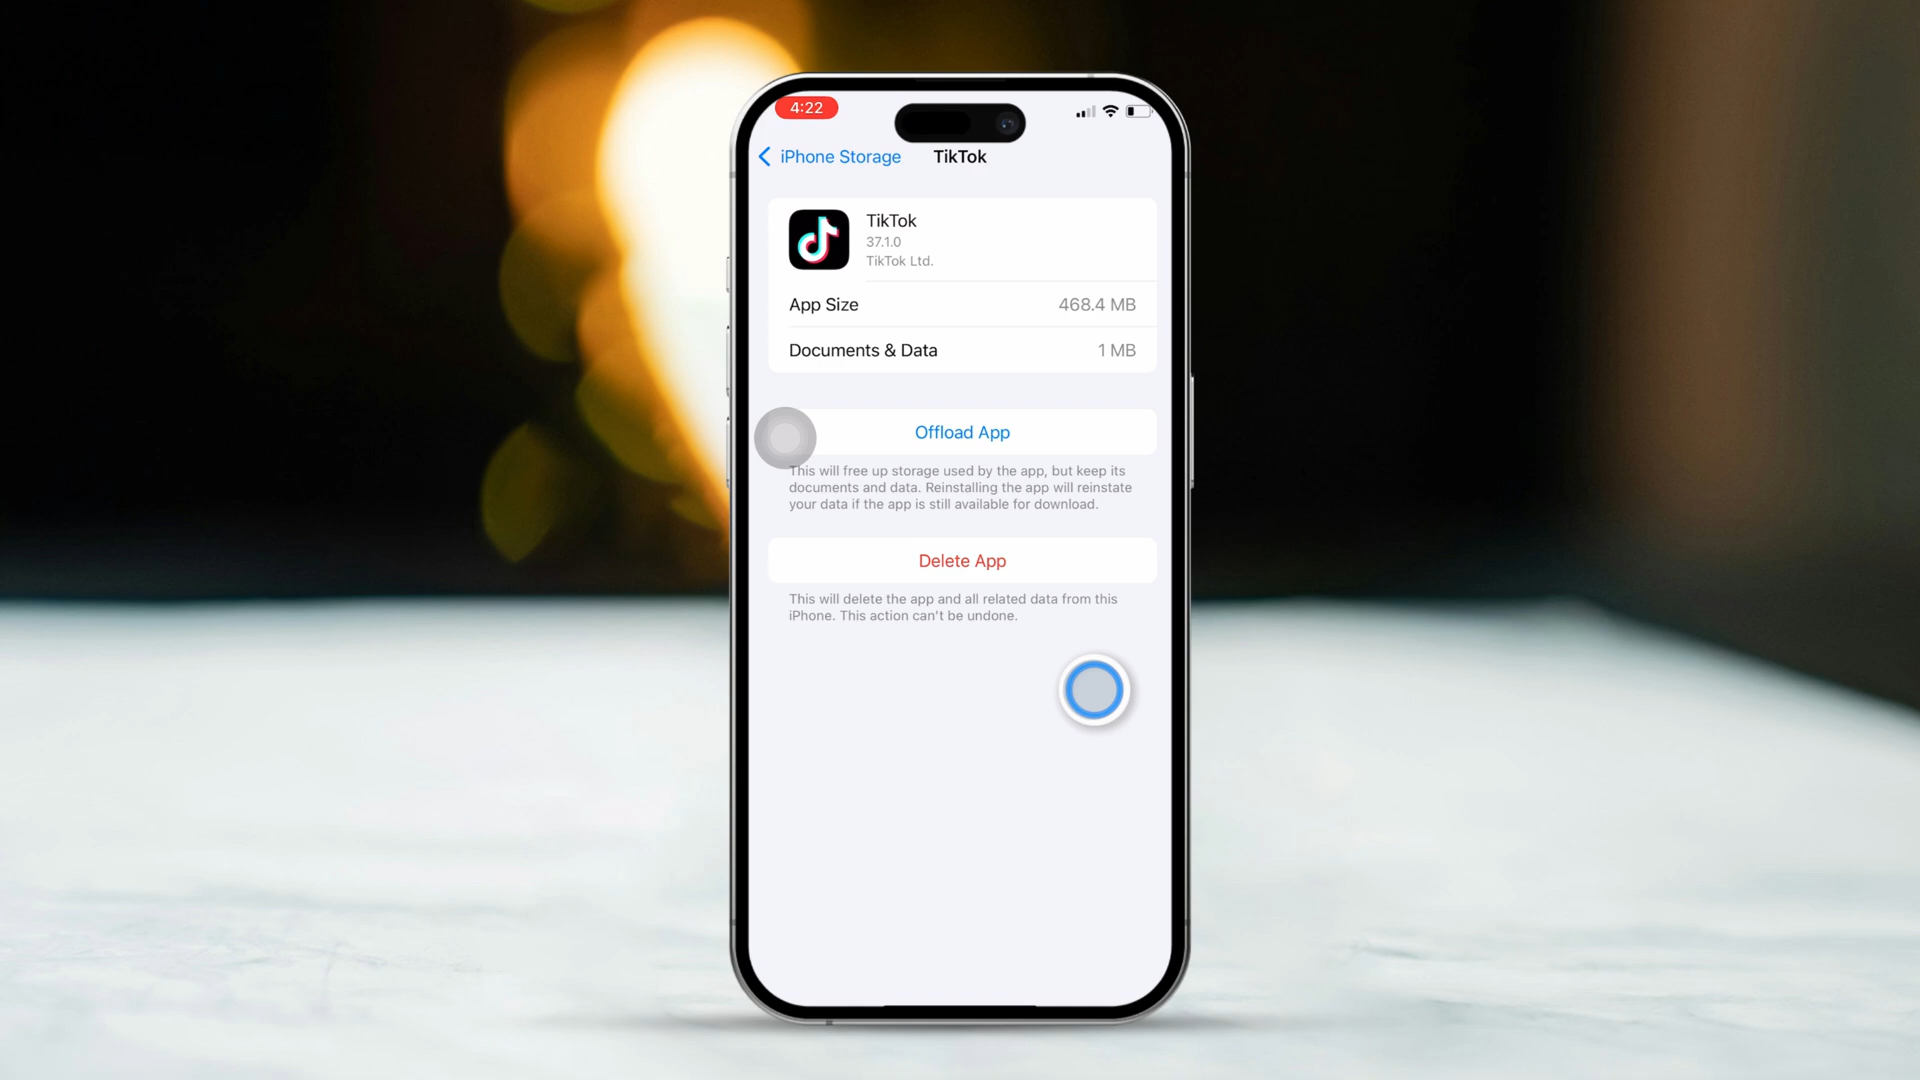 4:22
iPhone Storage
TikTok
TikTok
37.1.0
TikTok Ltd.
App Size
468.4 MB
Documents & Data
1 MB
Offload App
This will free up storage used by the app, but keep its
documents and data. Reinstalling the app will reinstate
your data if the app is still available for download.
Delete App
This will delete the app and all related data from this
iPhone. This action can't be undone.